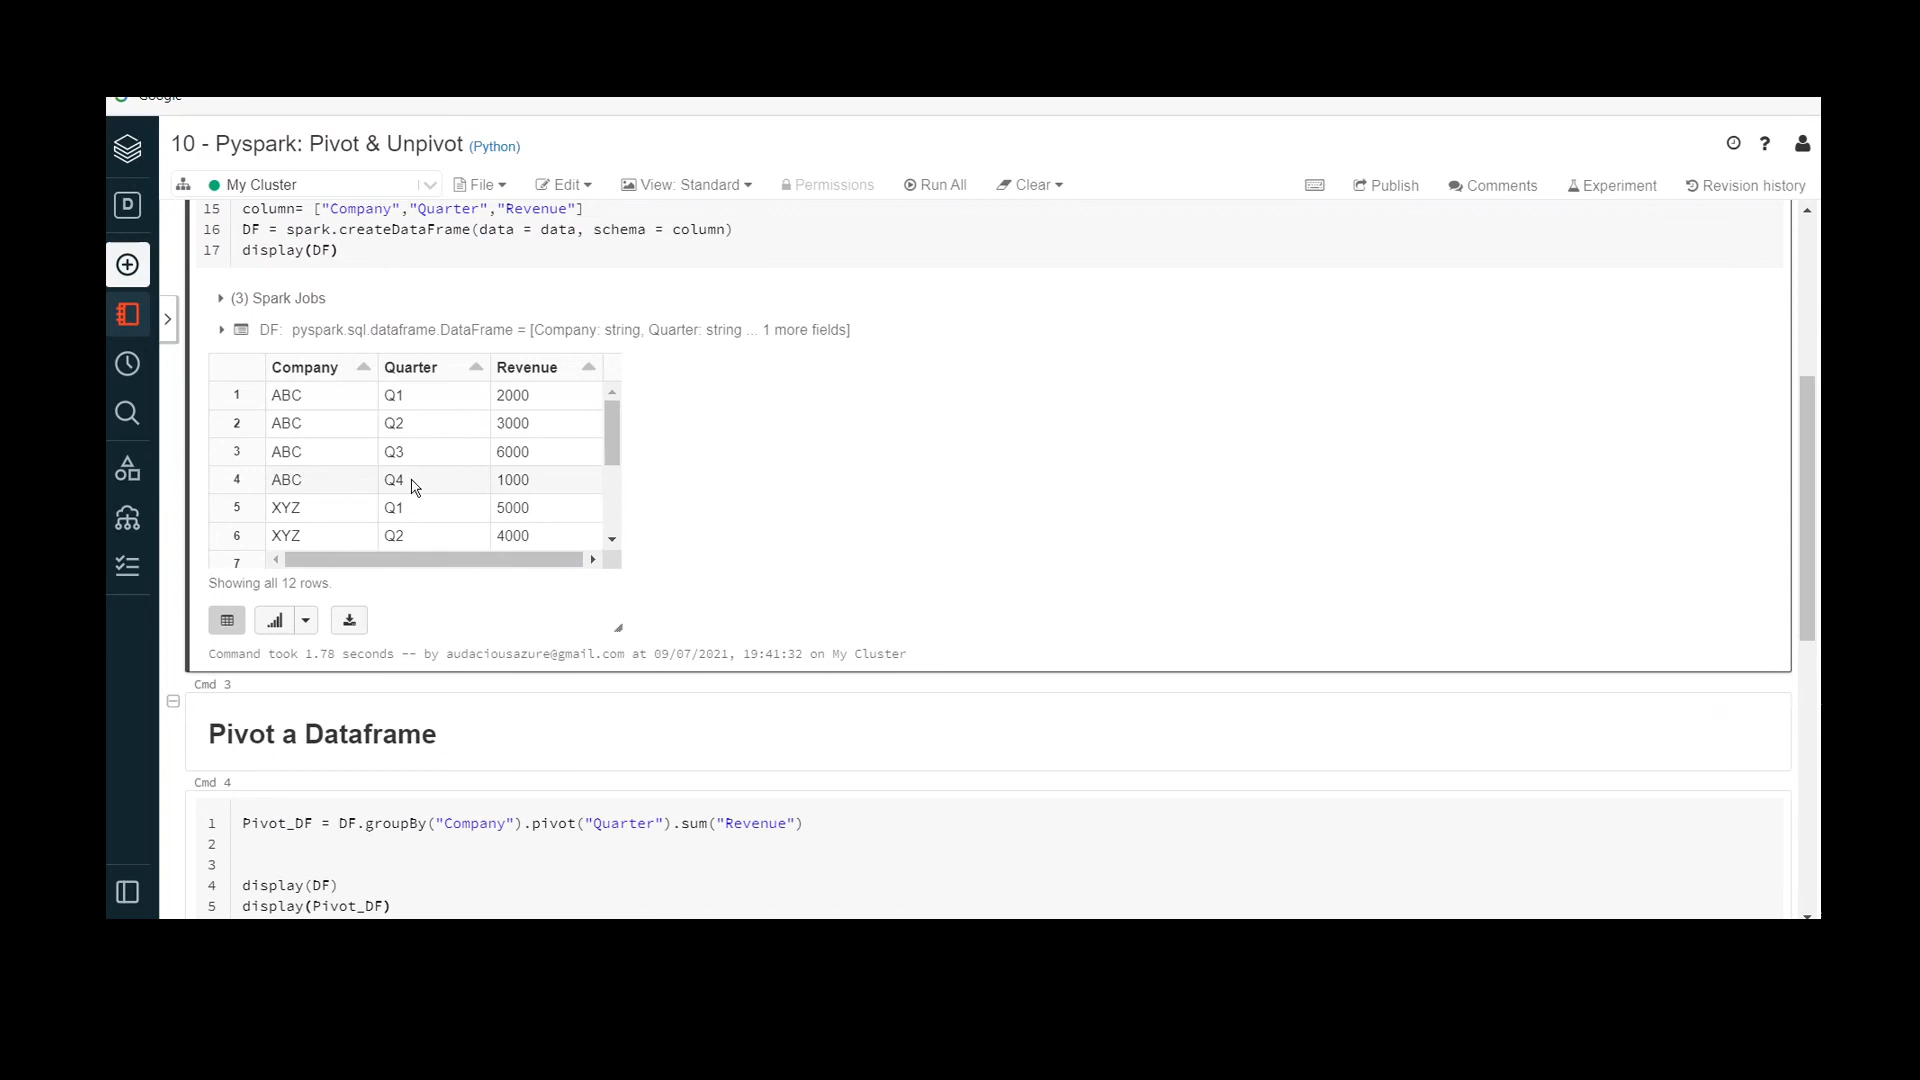 Google
10 - Pyspark: Pivot & Unpivot (Python)
My Cluster File Edit View: Standard Permissions Run All Clear Publish Comments Experiment Revision history
15 column= ["Company","Quarter","Revenue"]
16 DF = spark.createDataFrame(data = data, schema = column)
17 display(DF)
(3) Spark Jobs
DF: pyspark.sql.dataframe.DataFrame = [Company: string, Quarter: string ... 1 more fields]
Company Quarter Revenue
1 ABC Q1 2000
2 ABC Q2 3000
3 ABC Q3 6000
4 ABC Q4 1000
5 XYZ Q1 5000
6 XYZ Q2 4000
7
Showing all 12 rows.
Command took 1.78 seconds -- by audaciousazure@gmail.com at 09/07/2021, 19:41:32 on My Cluster
Cmd 3
Pivot a Dataframe
Cmd 4
1 Pivot_DF = DF.groupBy("Company").pivot("Quarter").sum("Revenue")
2
3
4 display(DF)
5 display(Pivot_DF)